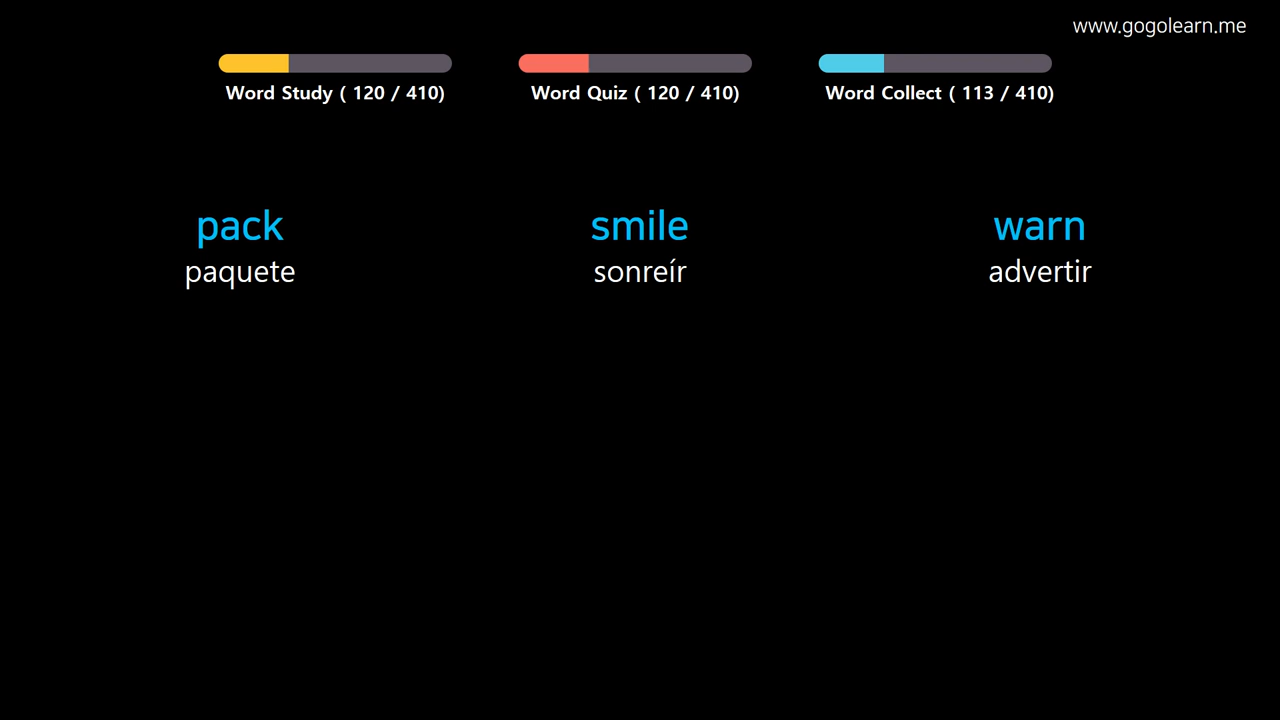 www.gogolearn.me
Word Study ( 120 / 410)
Word Quiz ( 120 / 410)
Word Collect ( 113 / 410)
pack
paquete
smile
sonreír
warn
advertir